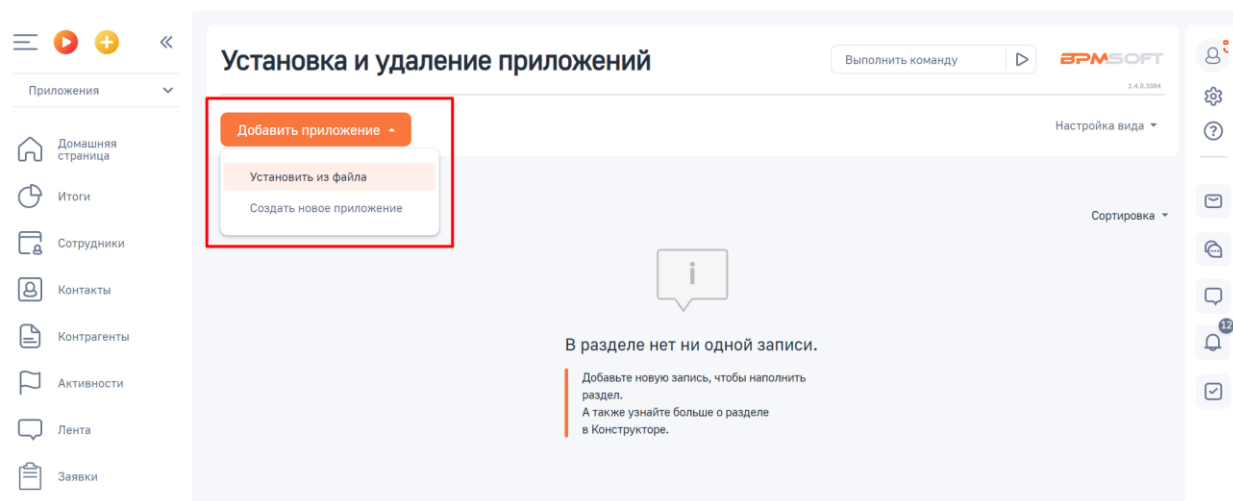 Установка и удаление приложений
Выполнить команду
BPMSOFT
1.4.0.3084
Приложения
Добавить приложение
Настройка вида
Установить из файла
Создать новое приложение
Сортировка
Домашняя
страница
Итоги
Сотрудники
Контакты
Контрагенты
Активности
Лента
Заявки
i
В разделе нет ни одной записи.
Добавьте новую запись, чтобы наполнить
раздел.
А также узнайте больше о разделе
в Конструкторе.
12